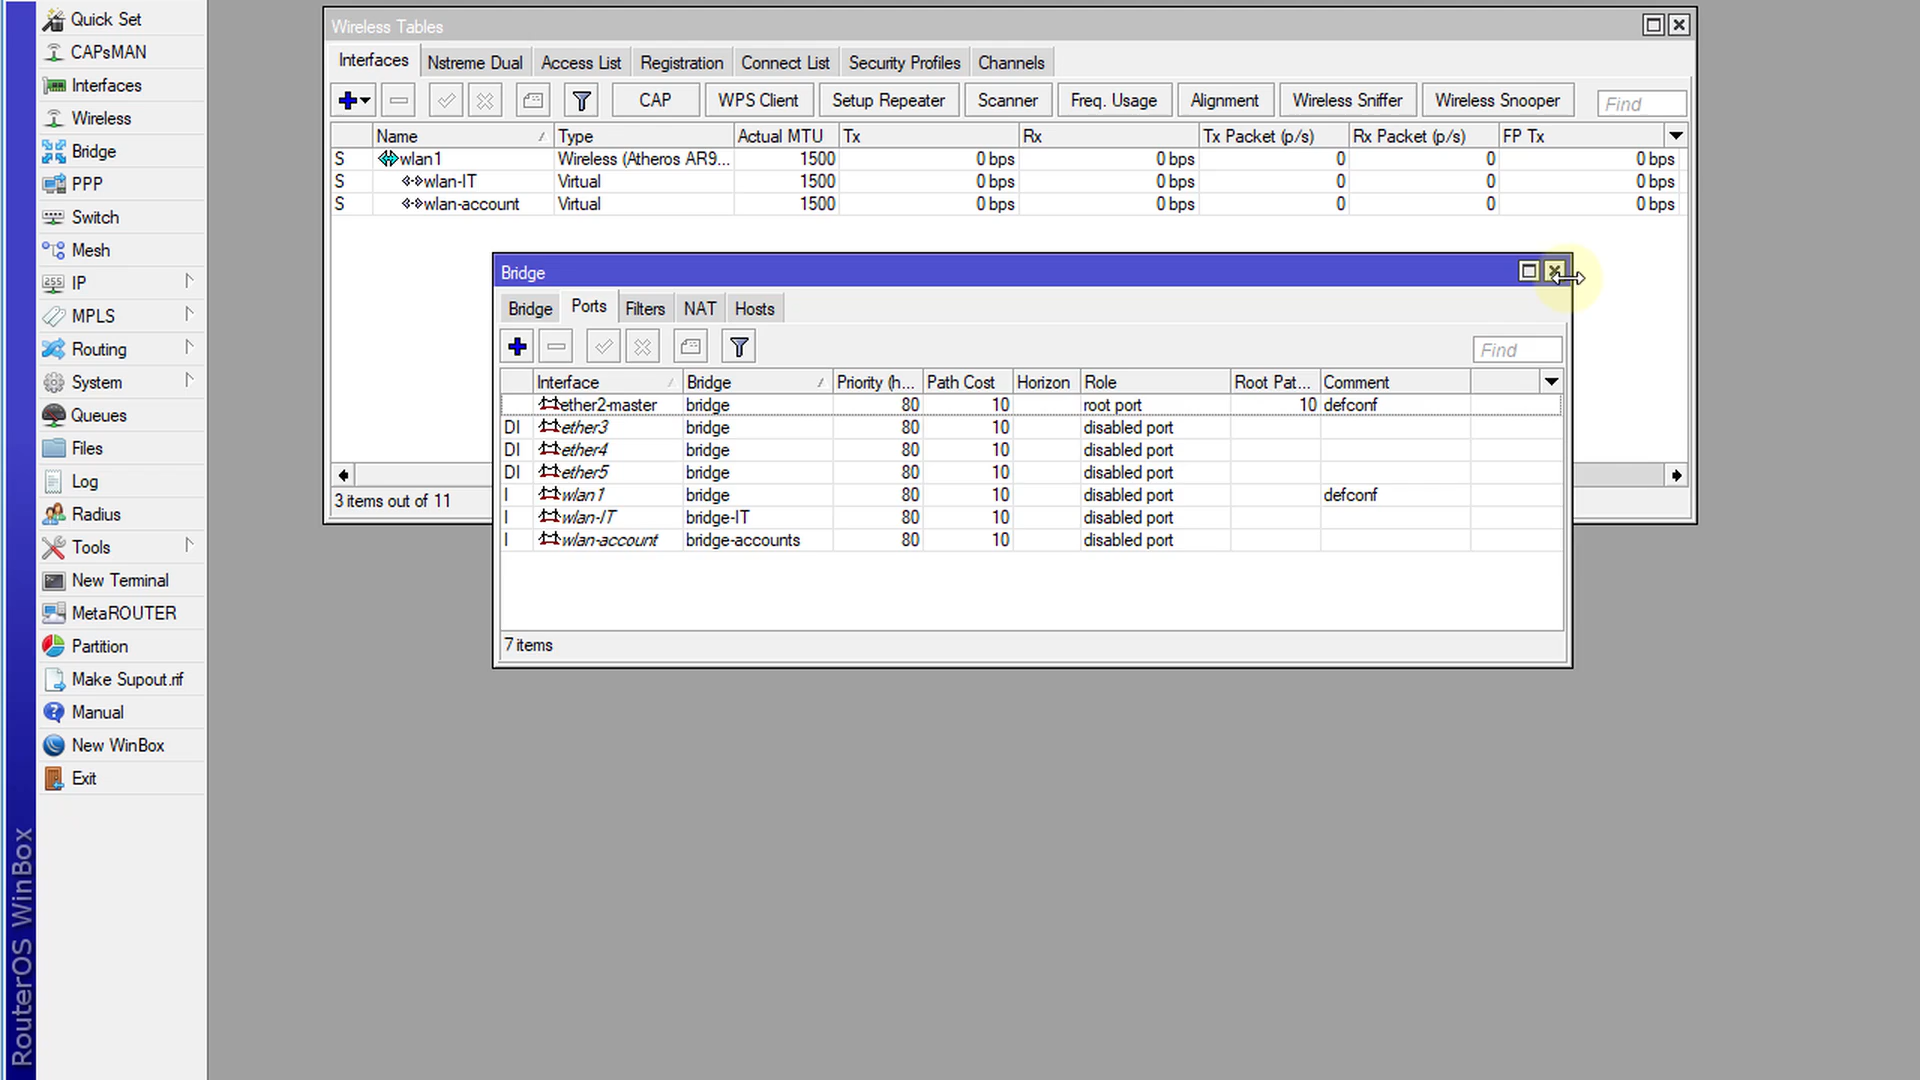 Quick Set
CAPsMAN
Interfaces
Wireless
Bridge
PPP
Switch
Mesh
255 IP
MPLS
Routing
System
Queues
Files
Log
Radius
Tools
New Terminal
MetaROUTER
Partition
Make Supout.rif
Manual
New WinBox
Exit
RouterOS WinBox
Wireless Tables
Interfaces Nstreme Dual Access List Registration Connect List Security Profiles Channels
CAP WPS Client Setup Repeater Scanner Freq. Usage Alignment Wireless Sniffer Wireless Snooper Find
Name Type Actual MTU Tx Rx Tx Packet (p/s) Rx Packet (p/s) FP Tx
S wlan1 Wireless (Atheros AR9... 1500 0 bps 0 bps 0 0 0 bps
S wlan-IT Virtual 1500 0 bps 0 bps 0 0 0 bps
S wlan-account Virtual 1500 0 bps 0 bps 0 0 0 bps
3 items out of 11
Bridge
Bridge Ports Filters NAT Hosts
Find
Interface Bridge Priority (h... Path Cost Horizon Role Root Pat... Comment
ether2-master bridge 80 10 root port 10 defconf
DI ether3 bridge 80 10 disabled port
DI ether4 bridge 80 10 disabled port
DI ether5 bridge 80 10 disabled port
I wlan1 bridge 80 10 disabled port defconf
I wlan-IT bridge-IT 80 10 disabled port
I wlan-account bridge-accounts 80 10 disabled port
7 items